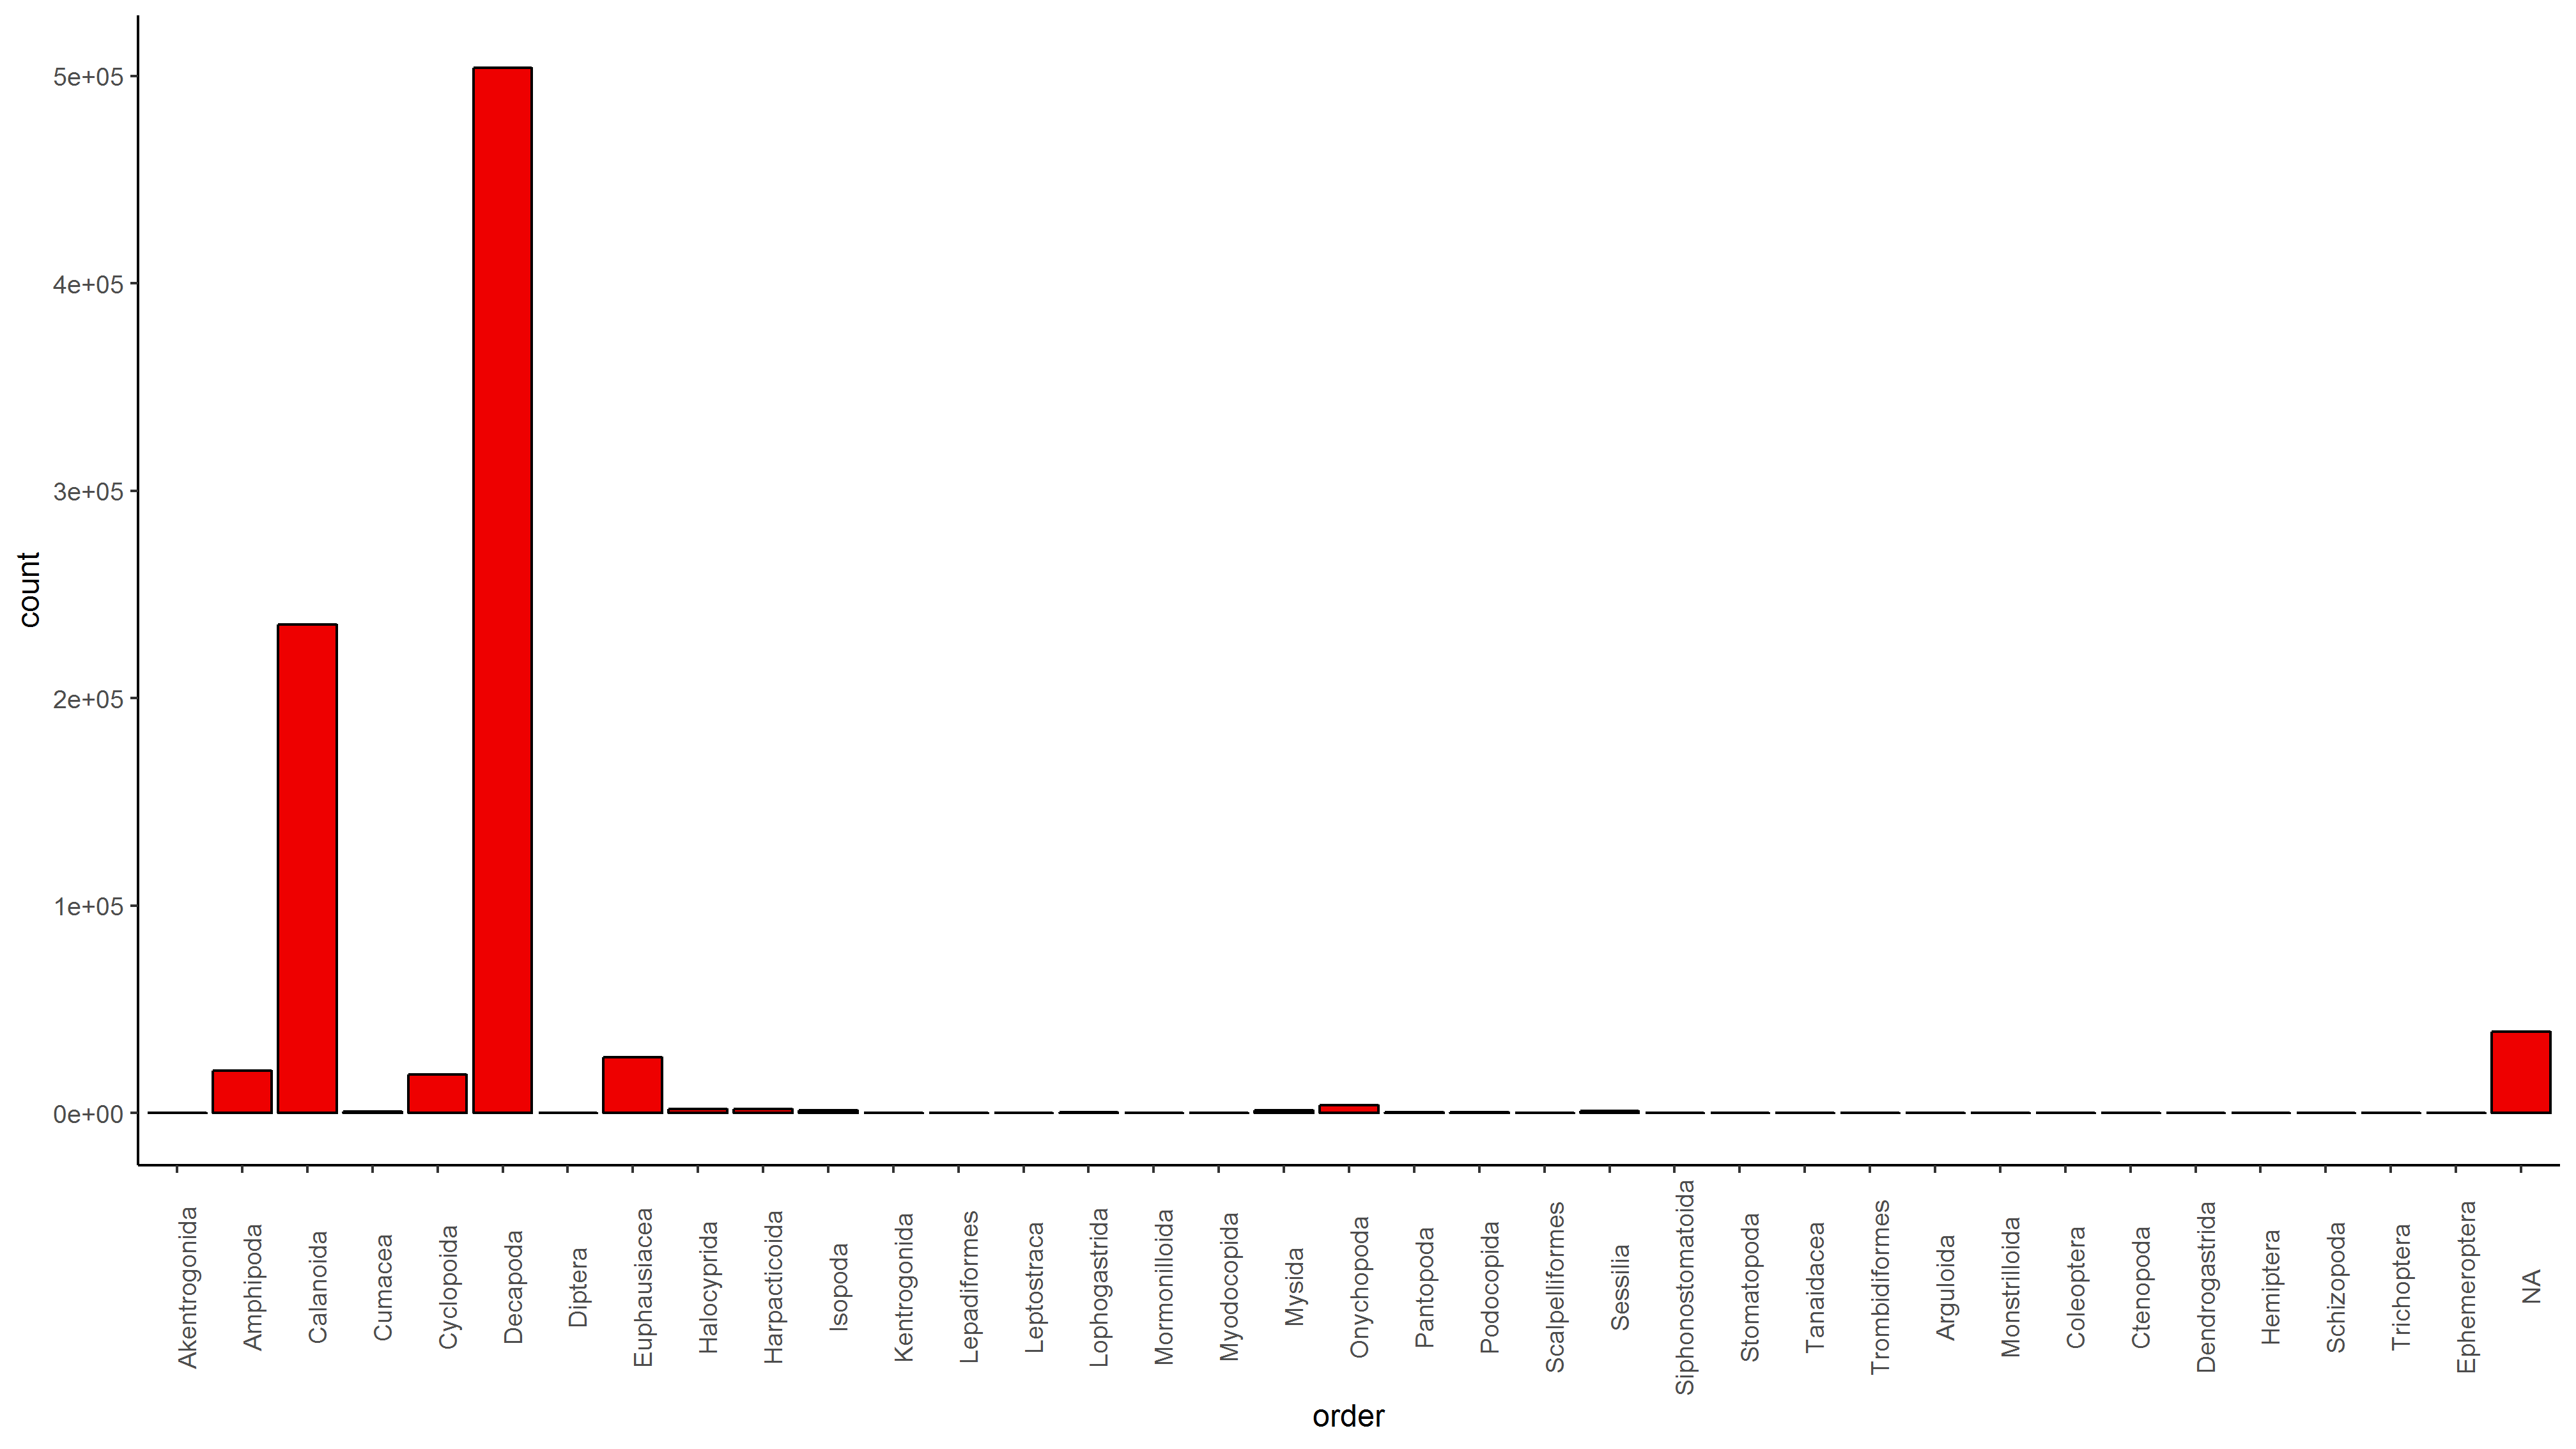 count
5e+05
4e+05
3e+05
2e+05
1e+05
0e+00
Akentrogonida
Amphipoda
Calanoida
Cumacea
Cyclopoida
Decapoda
Diptera
Euphausiacea
Halocyprida
Harpacticoida
Isopoda
Kentrogonida
Lepadiformes
Leptostraca
Lophogastrida
Mormonilloida
Myodocopida
Mysida
Onychopoda
Pantopoda
Podocopida
Scalpelliformes
Sessilia
Siphonostomatoida
Stomatopoda
Tanaidacea
Trombidiformes
Arguloida
Monstrilloida
Coleoptera
Ctenopoda
Dendrogastrida
Hemiptera
Schizopoda
Trichoptera
Ephemeroptera
NA
order